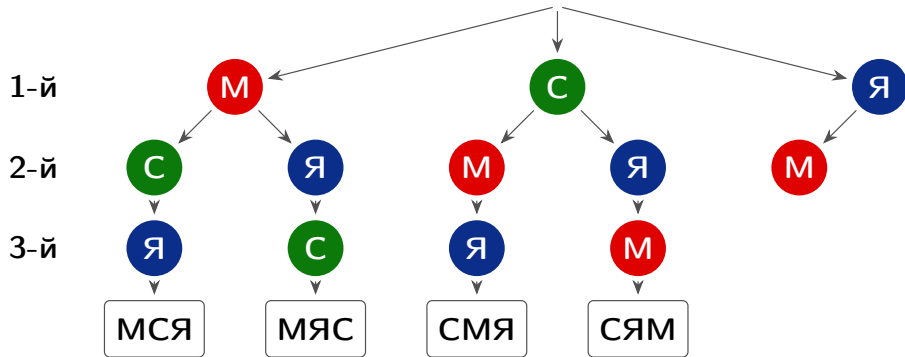 1-й М С Я
2-й С Я М Я М
3-й Я С Я М
МСЯ МЯС СМЯ СЯМ